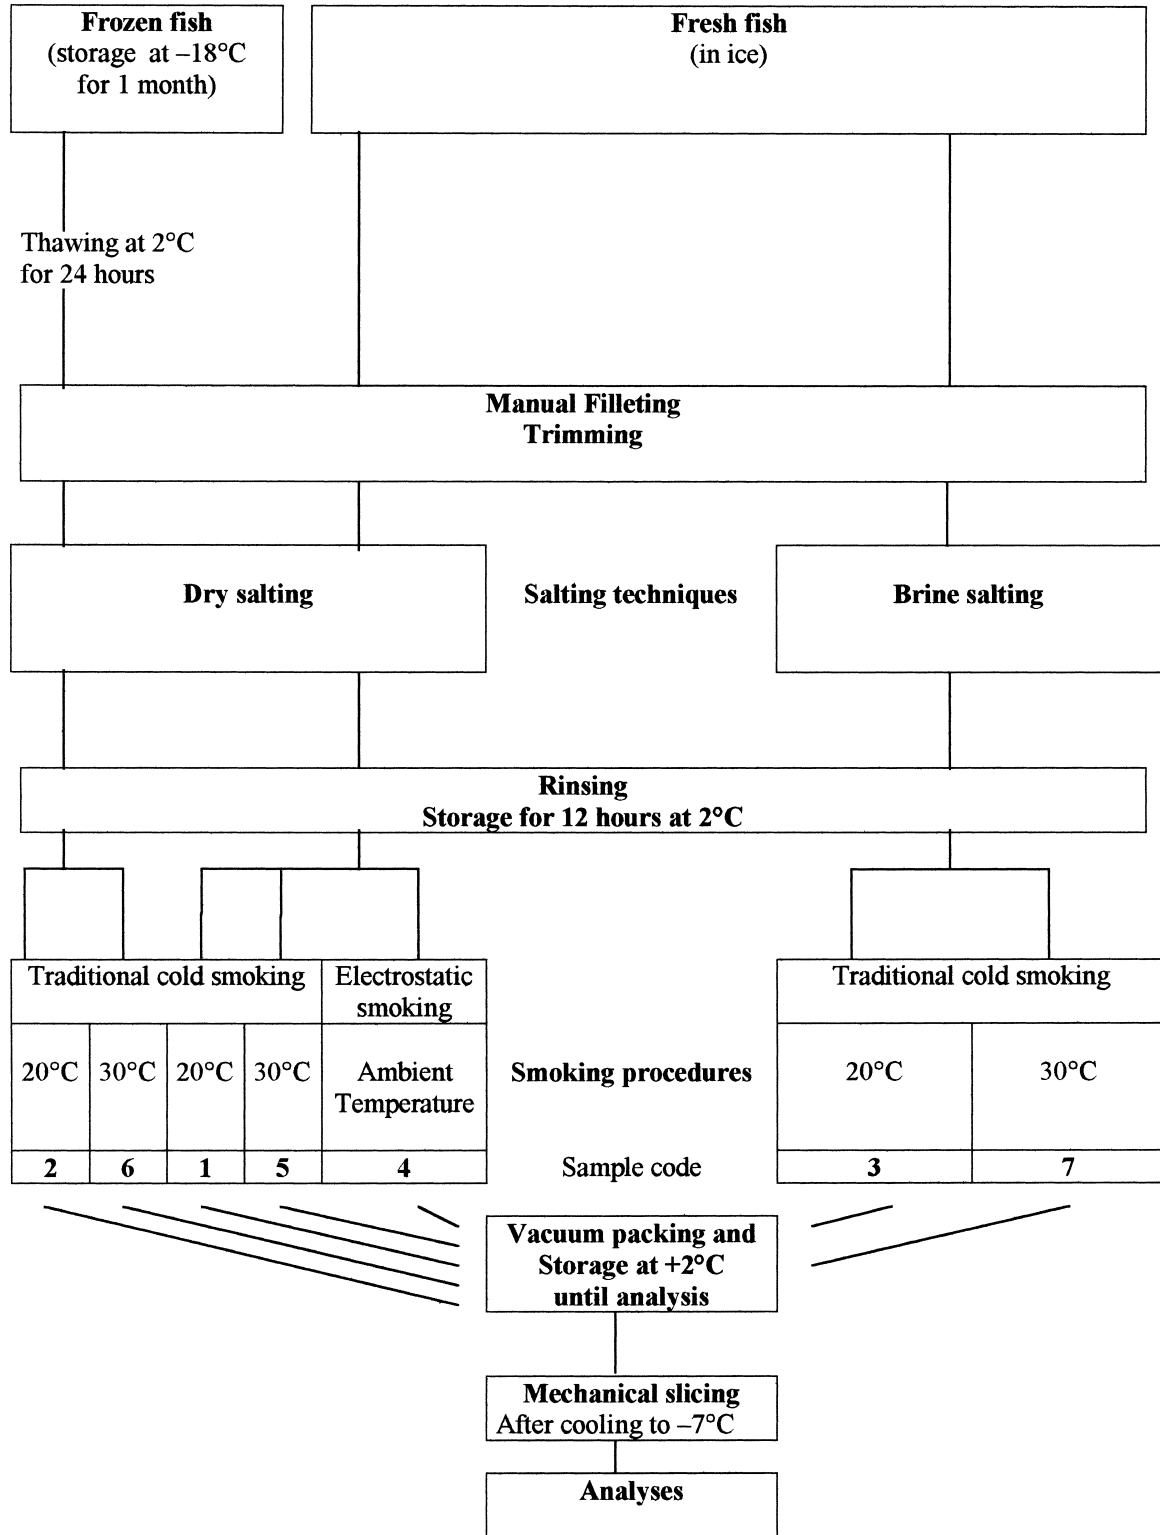 Frozen fish
(storage at –18°C
for 1 month)
Fresh fish
(in ice)
Thawing at 2°C
for 24 hours
Manual Filleting
Trimming
Dry salting
Salting techniques
Brine salting
Rinsing
Storage for 12 hours at 2°C
Traditional cold smoking
Electrostatic
smoking
Traditional cold smoking
20°C 30°C 20°C 30°C
Ambient
Temperature
Smoking procedures
20°C 30°C
2 6 1 5 4
Sample code
3 7
Vacuum packing and
Storage at +2°C
until analysis
Mechanical slicing
After cooling to –7°C
Analyses